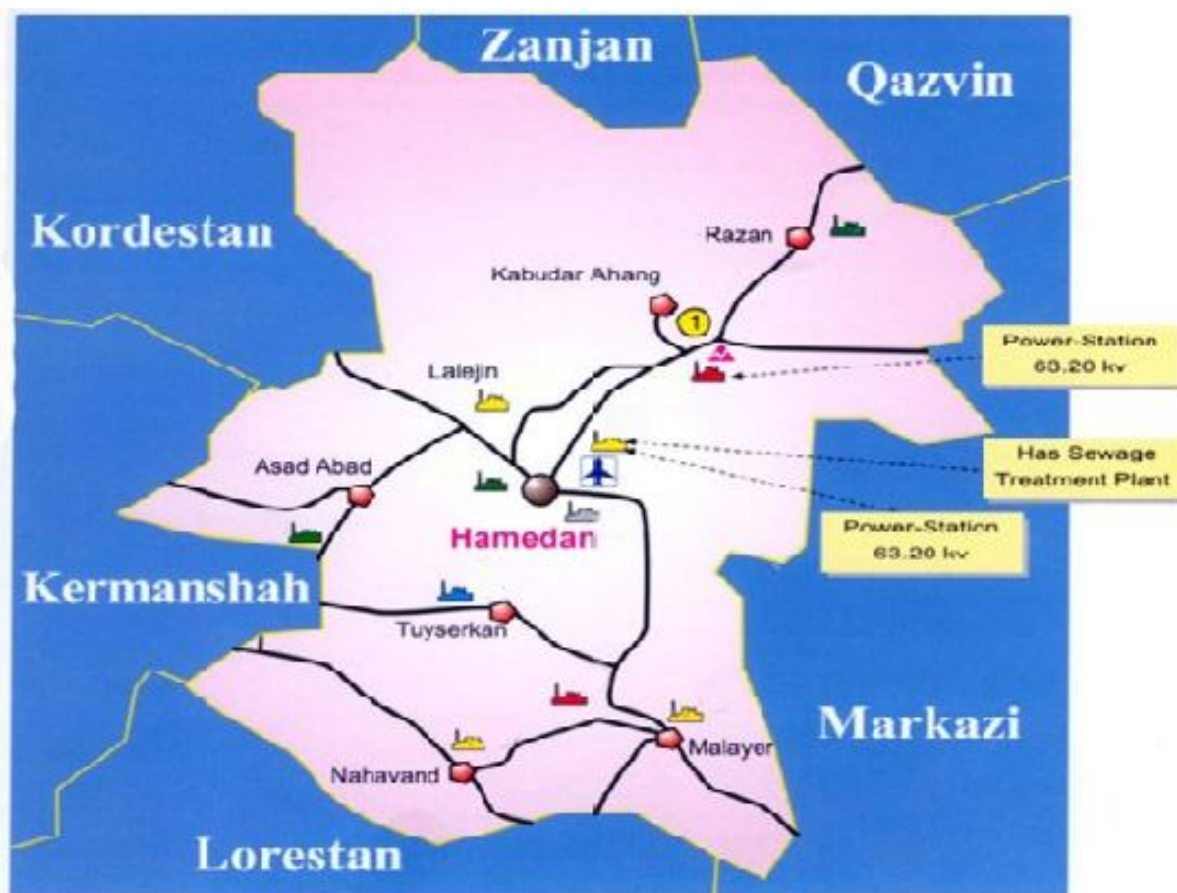 Zanjan
Qazvin
Kordestan
Razan
Kabudar Ahang
1
Power-Station
63.20 kv
Lalejin
Asad Abad
Has Sewage
Treatment Plant
Hamedan
Power-Station
63.20 kv
Kermanshah
Tuyserkan
Markazi
Malayer
Nahavand
Lorestan